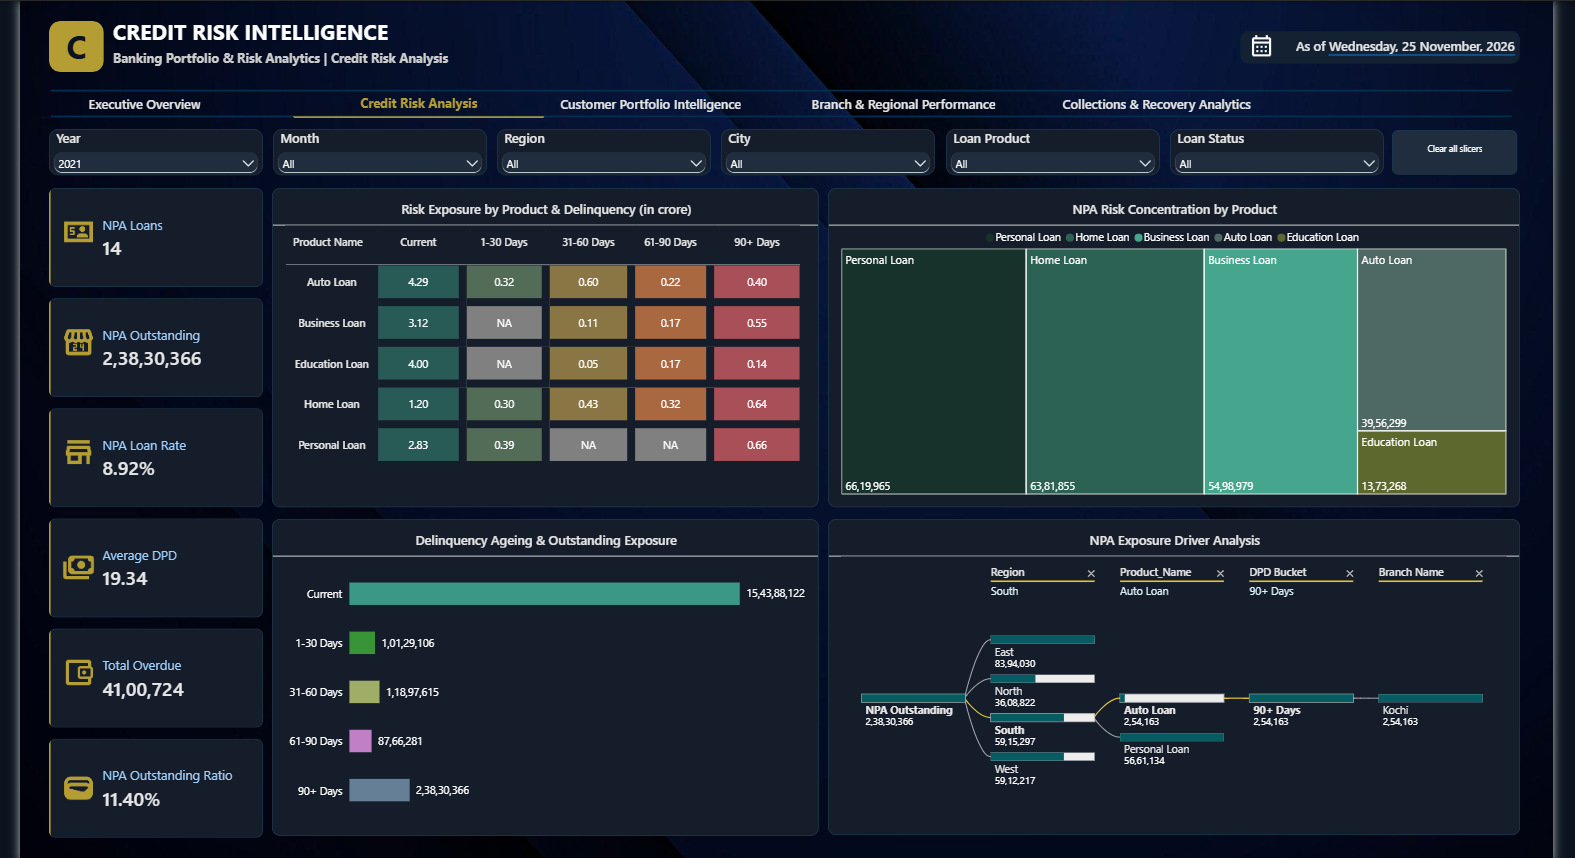 C
CREDIT RISK INTELLIGENCE
Banking Portfolio & Risk Analytics | Credit Risk Analysis
As of Wednesday, 25 November, 2026
Executive Overview
Credit Risk Analysis
Customer Portfolio Intelligence
Branch & Regional Performance
Collections & Recovery Analytics
Year
2021
Month
All
Region
All
City
All
Loan Product
All
Loan Status
All
Clear all slicers
NPA Loans
14
NPA Outstanding
2,38,30,366
NPA Loan Rate
8.92%
Average DPD
19.34
Total Overdue
41,00,724
NPA Outstanding Ratio
11.40%
Risk Exposure by Product & Delinquency (in crore)
Product Name Current 1-30 Days 31-60 Days 61-90 Days 90+ Days
Auto Loan 4.29 0.32 0.60 0.22 0.40
Business Loan 3.12 NA 0.11 0.17 0.55
Education Loan 4.00 NA 0.05 0.17 0.14
Home Loan 1.20 0.30 0.43 0.32 0.64
Personal Loan 2.83 0.39 NA NA 0.66
NPA Risk Concentration by Product
Personal Loan Home Loan Business Loan Auto Loan Education Loan
Personal Loan
66,19,965
Home Loan
63,81,855
Business Loan
54,98,979
Auto Loan
39,56,299
Education Loan
13,73,268
Delinquency Ageing & Outstanding Exposure
Current 15,43,88,122
1-30 Days 1,01,29,106
31-60 Days 1,18,97,615
61-90 Days 87,66,281
90+ Days 2,38,30,366
NPA Exposure Driver Analysis
Region
South
Product_Name
Auto Loan
DPD Bucket
90+ Days
Branch Name
NPA Outstanding
2,38,30,366
East
83,94,030
North
36,08,822
South
59,15,297
West
59,12,217
Auto Loan
2,54,163
Personal Loan
56,61,134
90+ Days
2,54,163
Kochi
2,54,163